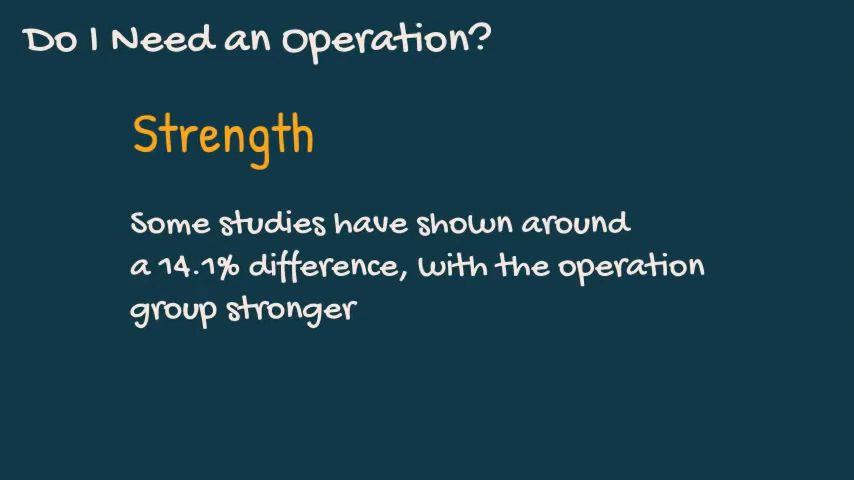 Do I Need an Operation?
Strength
Some studies have shown around
a 14.1% difference, with the operation
group stronger